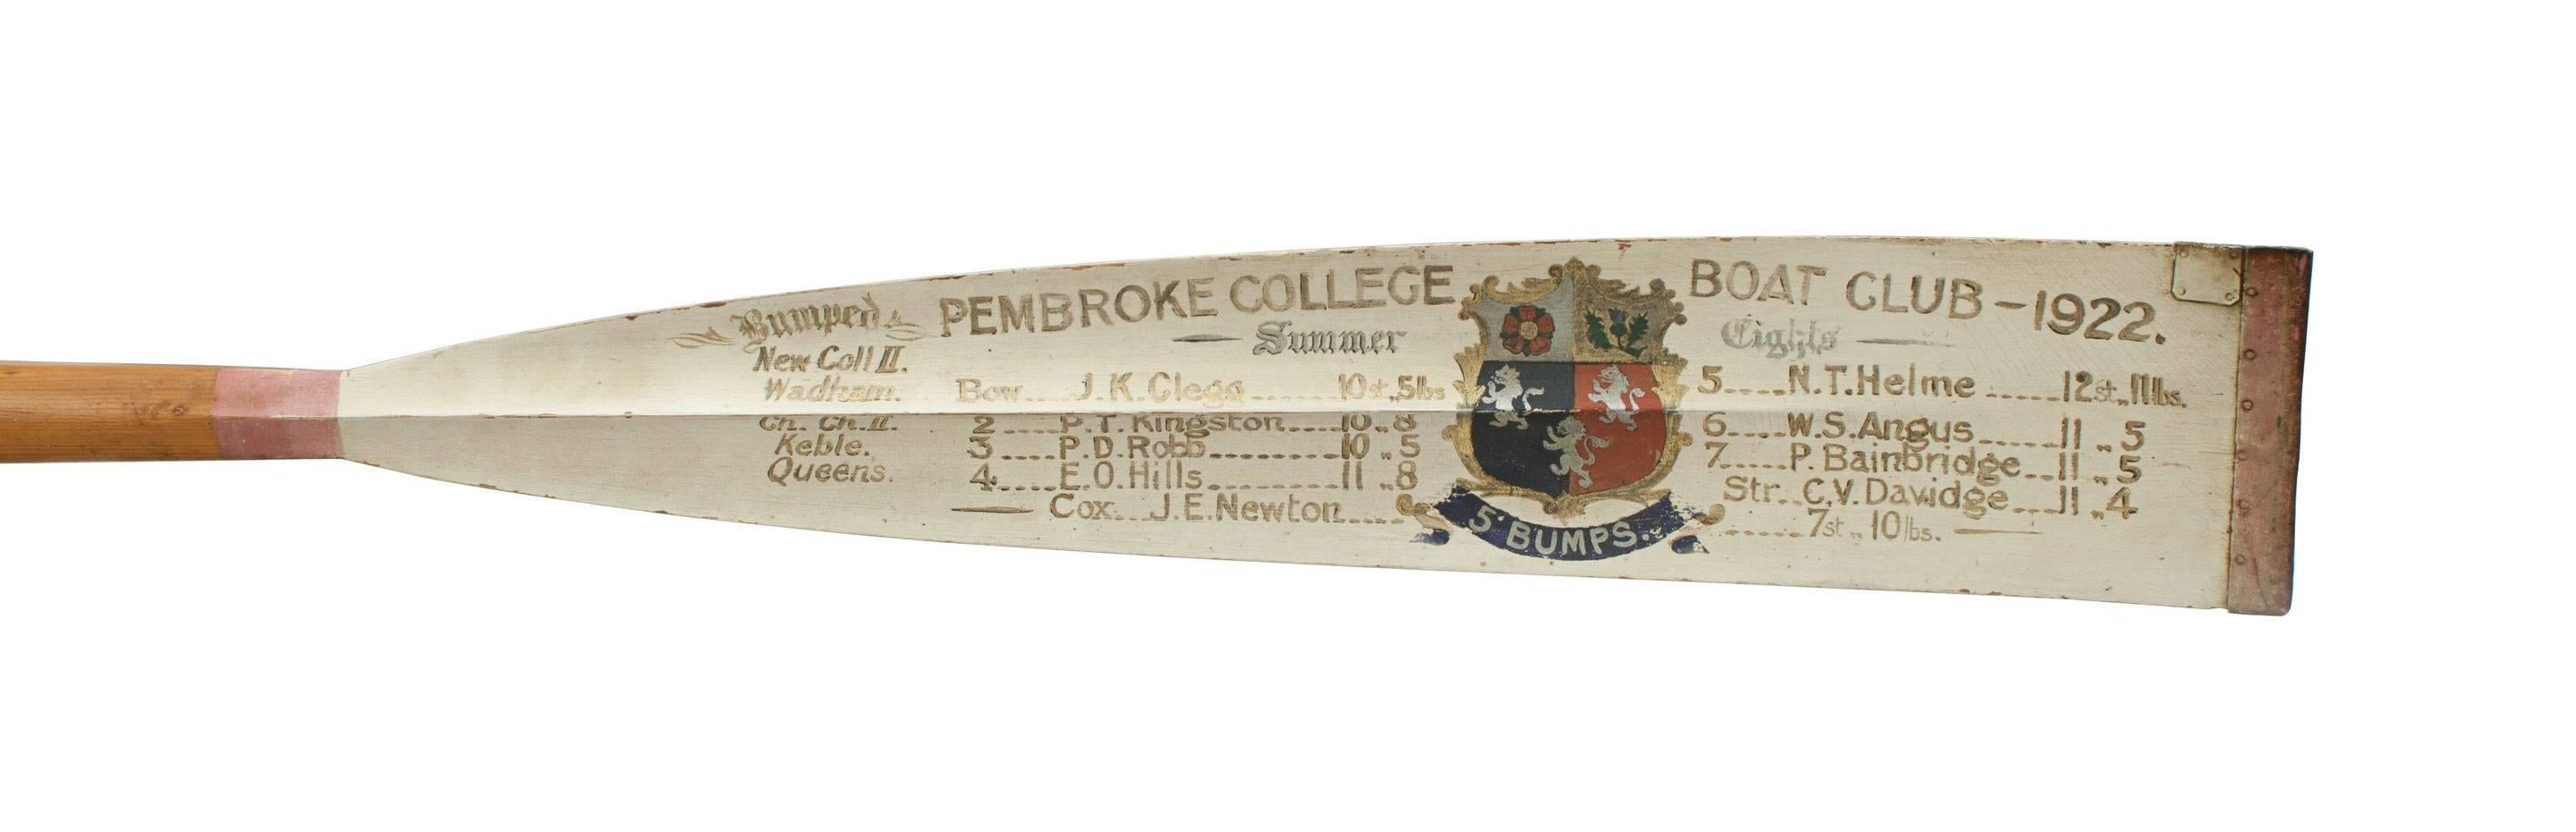 PEMBROKE COLLEGE BOAT CLUB - 1922.
Summer Eights
Bumped
New Coll II.
Wadham.
Ch. Ch. II.
Keble.
Queens.
Bow.....J.K.Clegg........10st.,5lbs
2.....P.T.Kingston....10 „ 8
3.....P.D.Robb..........10 „ 5
4.....E.O.Hills..........11 „ 8
5.....N.T.Helme......12st.„11lbs.
6.....W.S.Angus......11 „ 5
7.....P.Bainbridge...11 „ 5
Str...C.V.Davidge...11 „ 4
Cox...J.E.Newton..... ......7st „ 10lbs.
5 BUMPS.